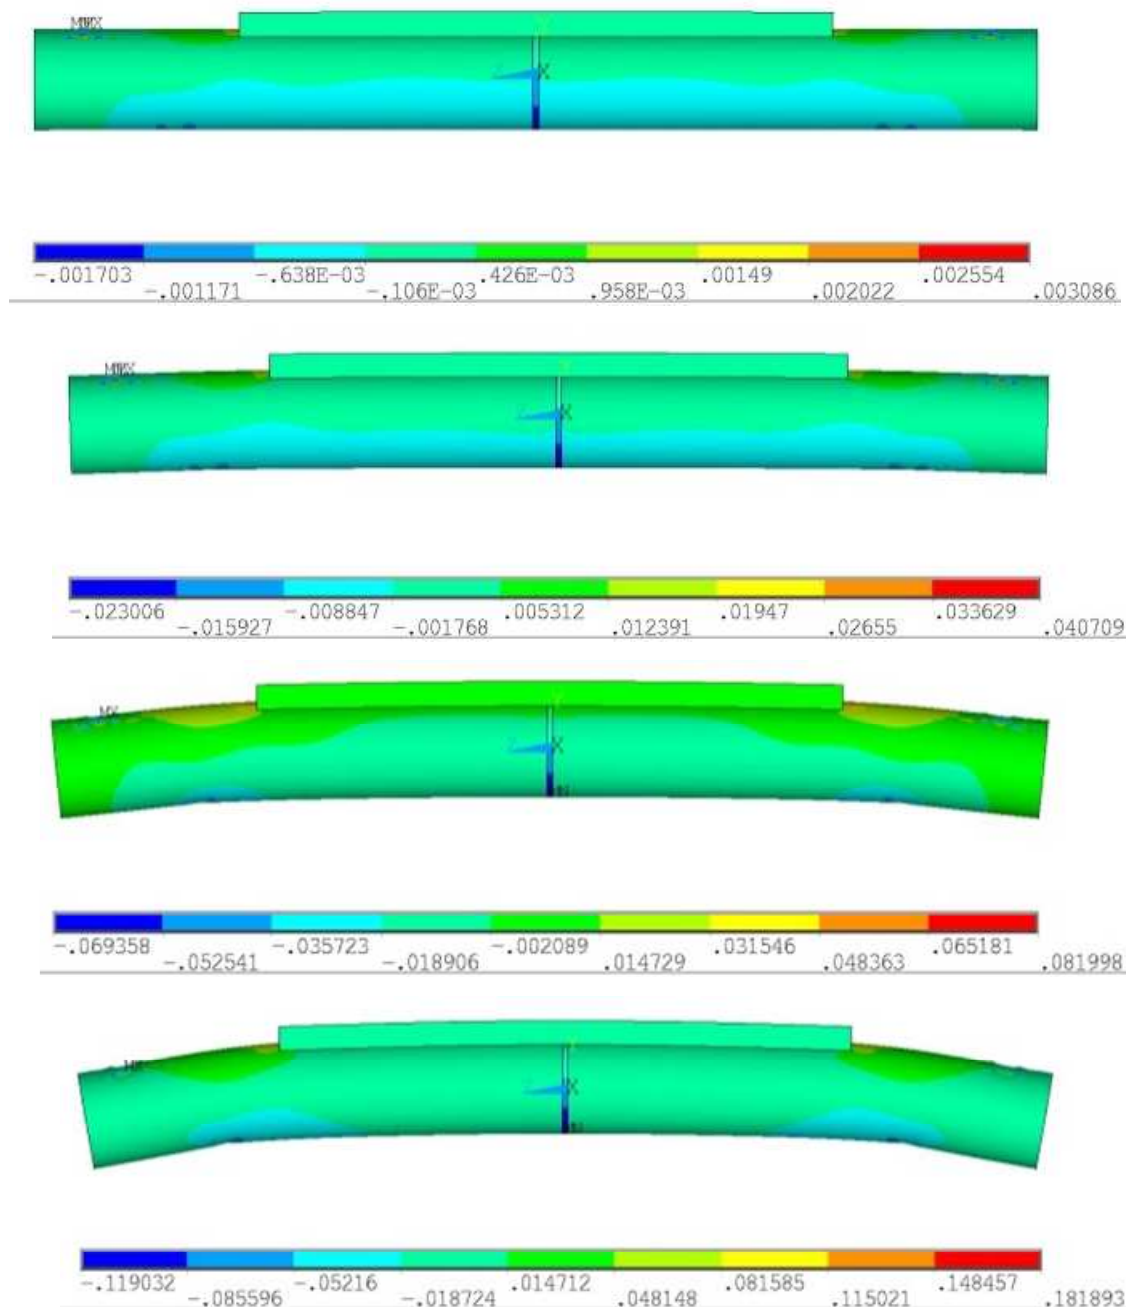 X
-.001703 -.638E-03 .426E-03 .00149 .002554
-.001171 -.106E-03 .958E-03 .002022 .003086
X
-.023006 -.008847 .005312 .01947 .033629
-.015927 -.001768 .012391 .02655 .040709
MX
X
-.069358 -.035723 -.002089 .031546 .065181
-.052541 -.018906 .014729 .048363 .081998
X
-.119032 -.05216 .014712 .081585 .148457
-.085596 -.018724 .048148 .115021 .181893